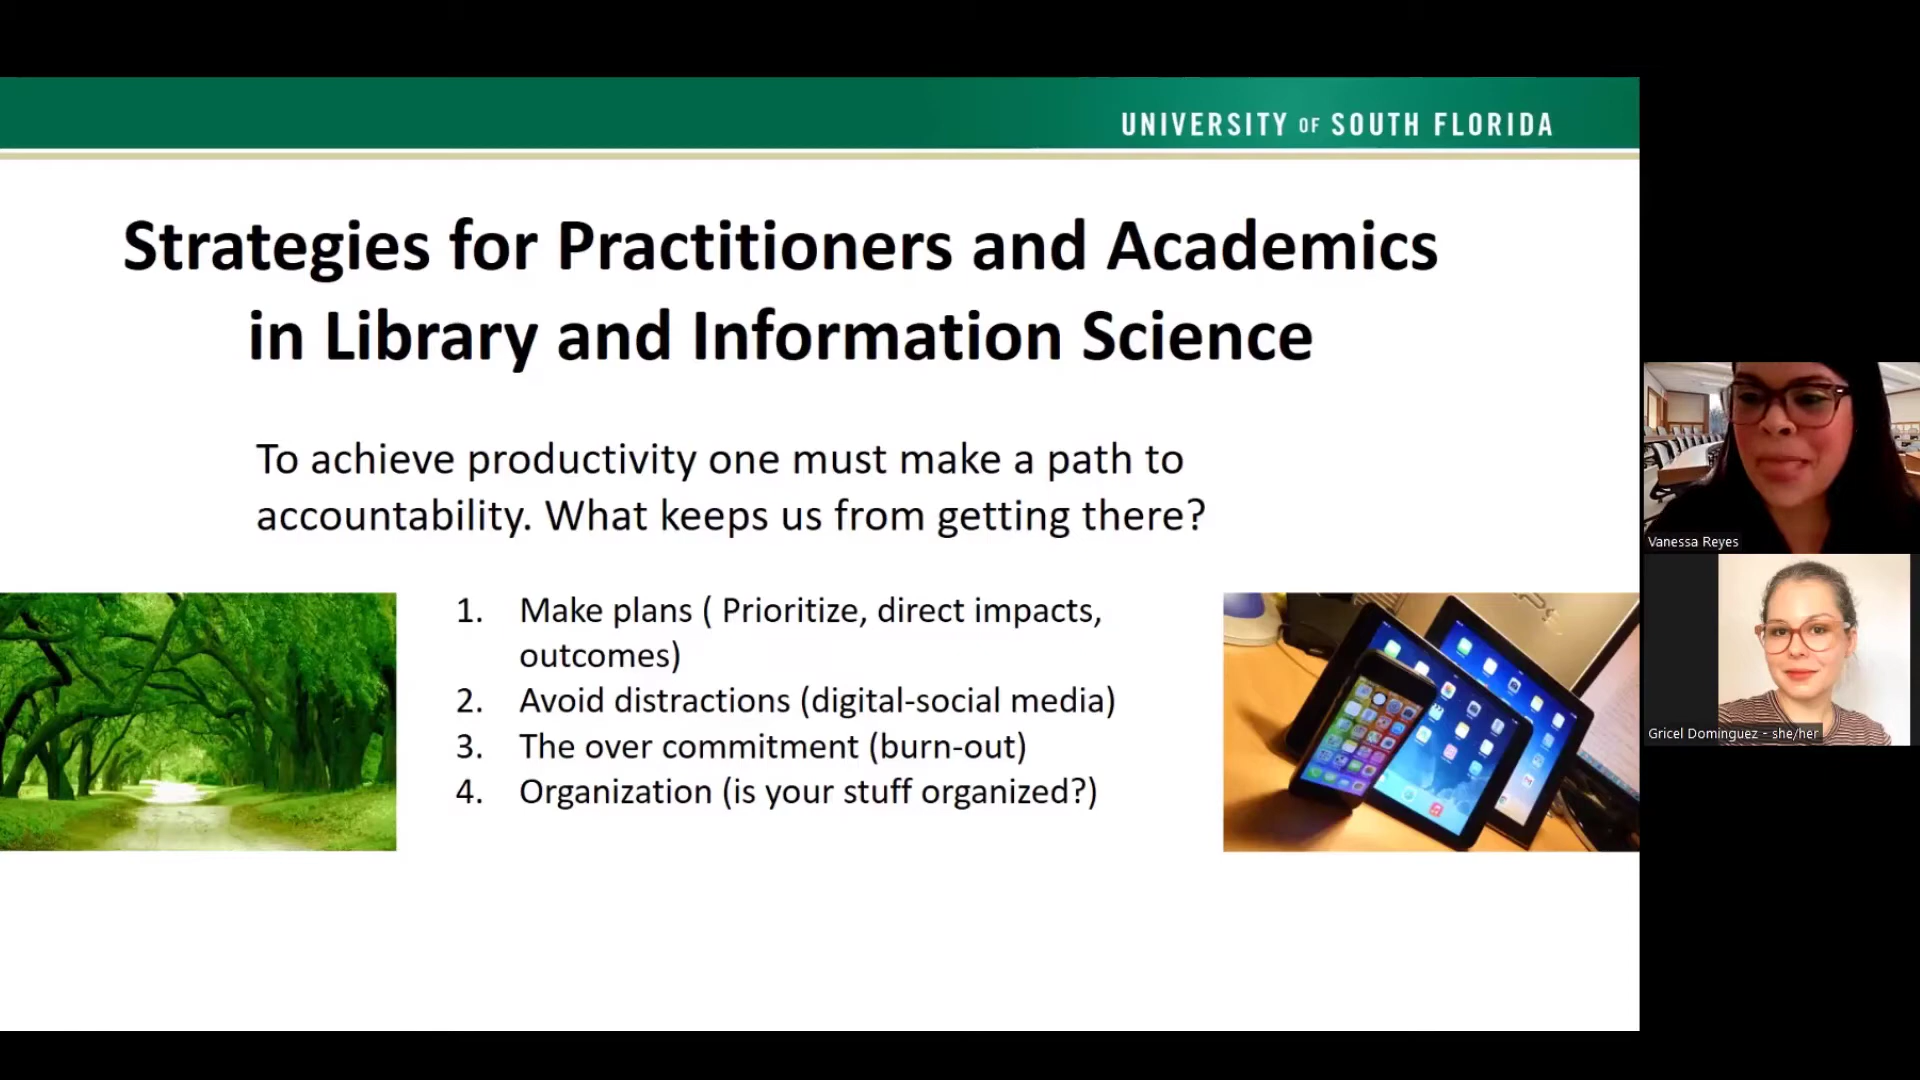 UNIVERSITY OF SOUTH FLORIDA
Strategies for Practitioners and Academics
in Library and Information Science
To achieve productivity one must make a path to
accountability. What keeps us from getting there?
1. Make plans ( Prioritize, direct impacts,
outcomes)
2. Avoid distractions (digital-social media)
3. The over commitment (burn-out)
4. Organization (is your stuff organized?)
Vanessa Reyes
Gricel Dominguez - she/her